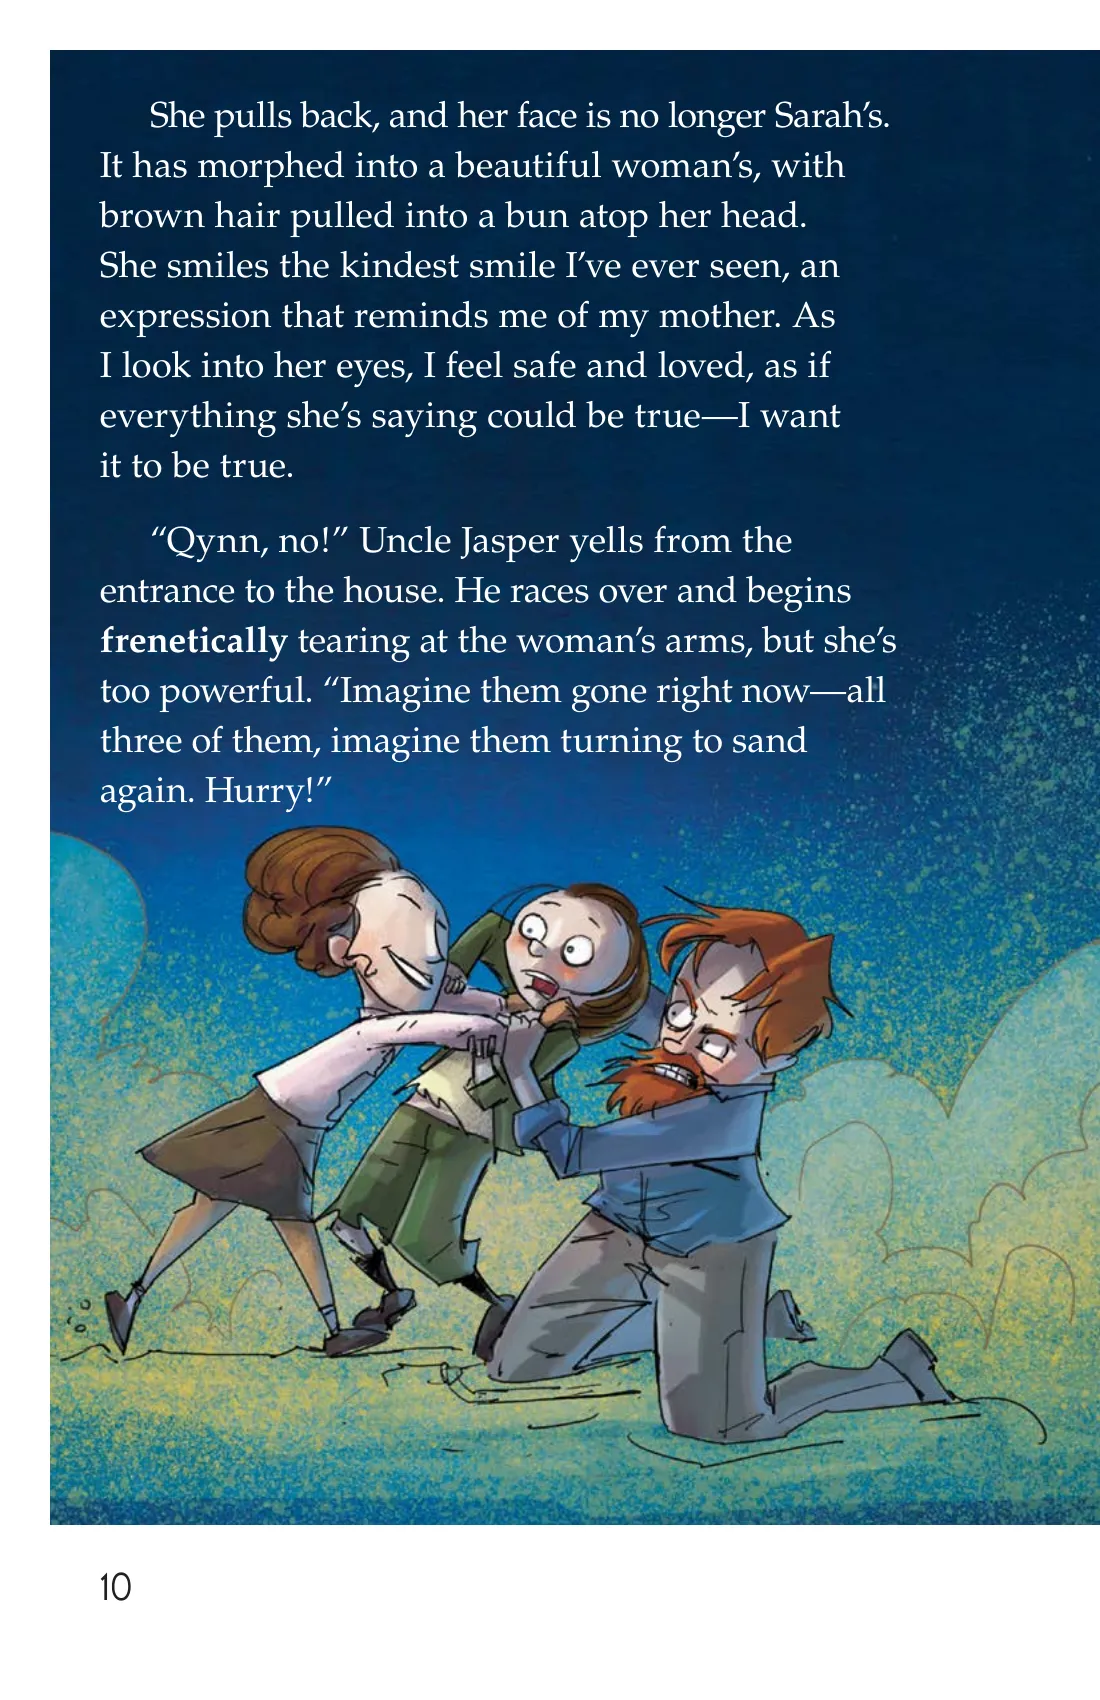 She pulls back, and her face is no longer Sarah’s.
It has morphed into a beautiful woman’s, with
brown hair pulled into a bun atop her head.
She smiles the kindest smile I’ve ever seen, an
expression that reminds me of my mother. As
I look into her eyes, I feel safe and loved, as if
everything she’s saying could be true—I want
it to be true.
“Qynn, no!” Uncle Jasper yells from the
entrance to the house. He races over and begins
frenetically tearing at the woman’s arms, but she’s
too powerful. “Imagine them gone right now—all
three of them, imagine them turning to sand
again. Hurry!”
10